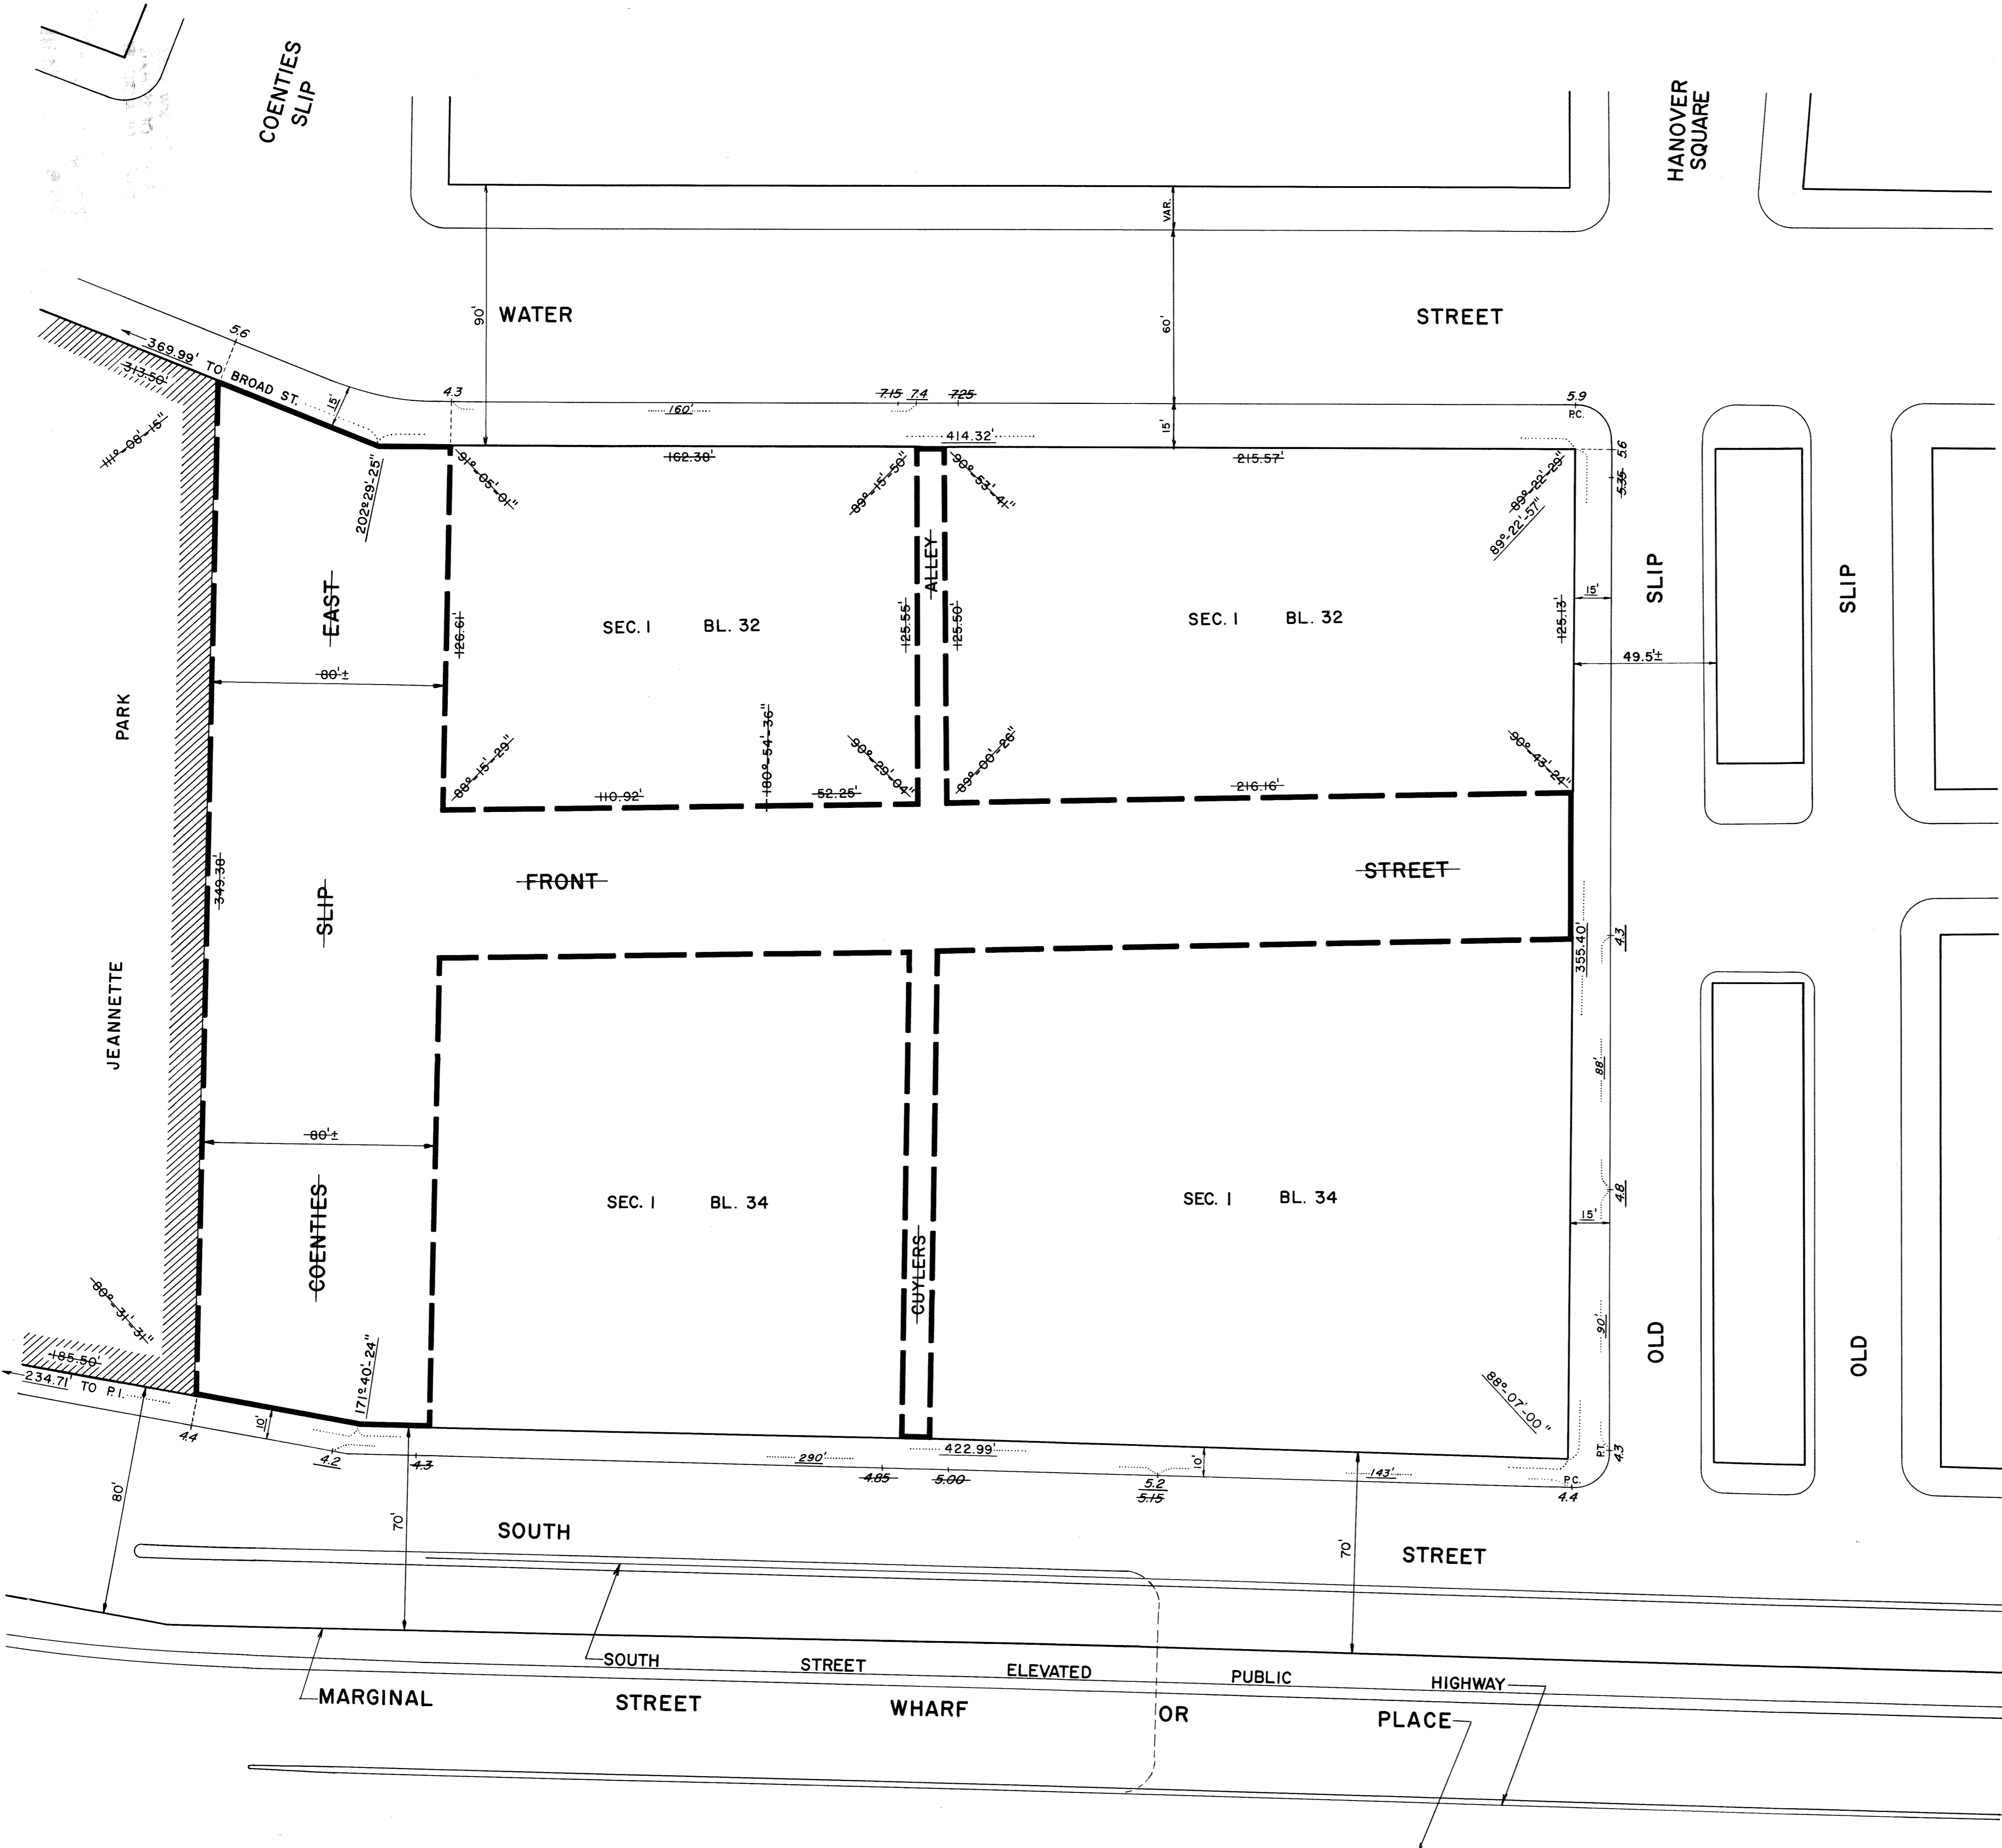 COENTIES
SLIP
HANOVER
SQUARE
WATER
STREET
90'
VAR.
60'
15'
5.6
369.99' TO BROAD ST.
313.50'
15'
4.3
160'
7.15 7.4 7.25
5.9
P.C.
414.32'
162.38'
215.57'
5.6
5.35
111°-08'-15"
202°29'-25"
91°-05'-01"
89°-15'-50"
90°-53'-41"
89°-22'-29"
89°-22'-57"
EAST
ALLEY
SLIP
SLIP
15'
126.61'
125.55'
125.50'
125.13'
SEC. 1 BL. 32
SEC. 1 BL. 32
49.5'±
80'±
PARK
88°-15'-29"
180°-54'-36"
90°-29'-04"
89°-00'-26"
90°-43'-24"
110.92'
52.25'
216.16'
349.38'
SLIP
FRONT
STREET
355.40'
4.3
JEANNETTE
88'
80'±
COENTIES
SEC. 1 BL. 34
SEC. 1 BL. 34
4.8
15'
CUYLERS
80°-31'-31"
171°40'-24"
88°-07'-00"
90'
OLD
OLD
185.50'
234.71' TO P.I.
4.4
10'
4.2
4.3
290'
422.99'
4.85
5.00
10'
5.2
5.15
143'
P.T.
4.3
P.C.
4.4
80'
70'
70'
SOUTH
STREET
SOUTH STREET ELEVATED PUBLIC HIGHWAY
MARGINAL STREET WHARF OR PLACE